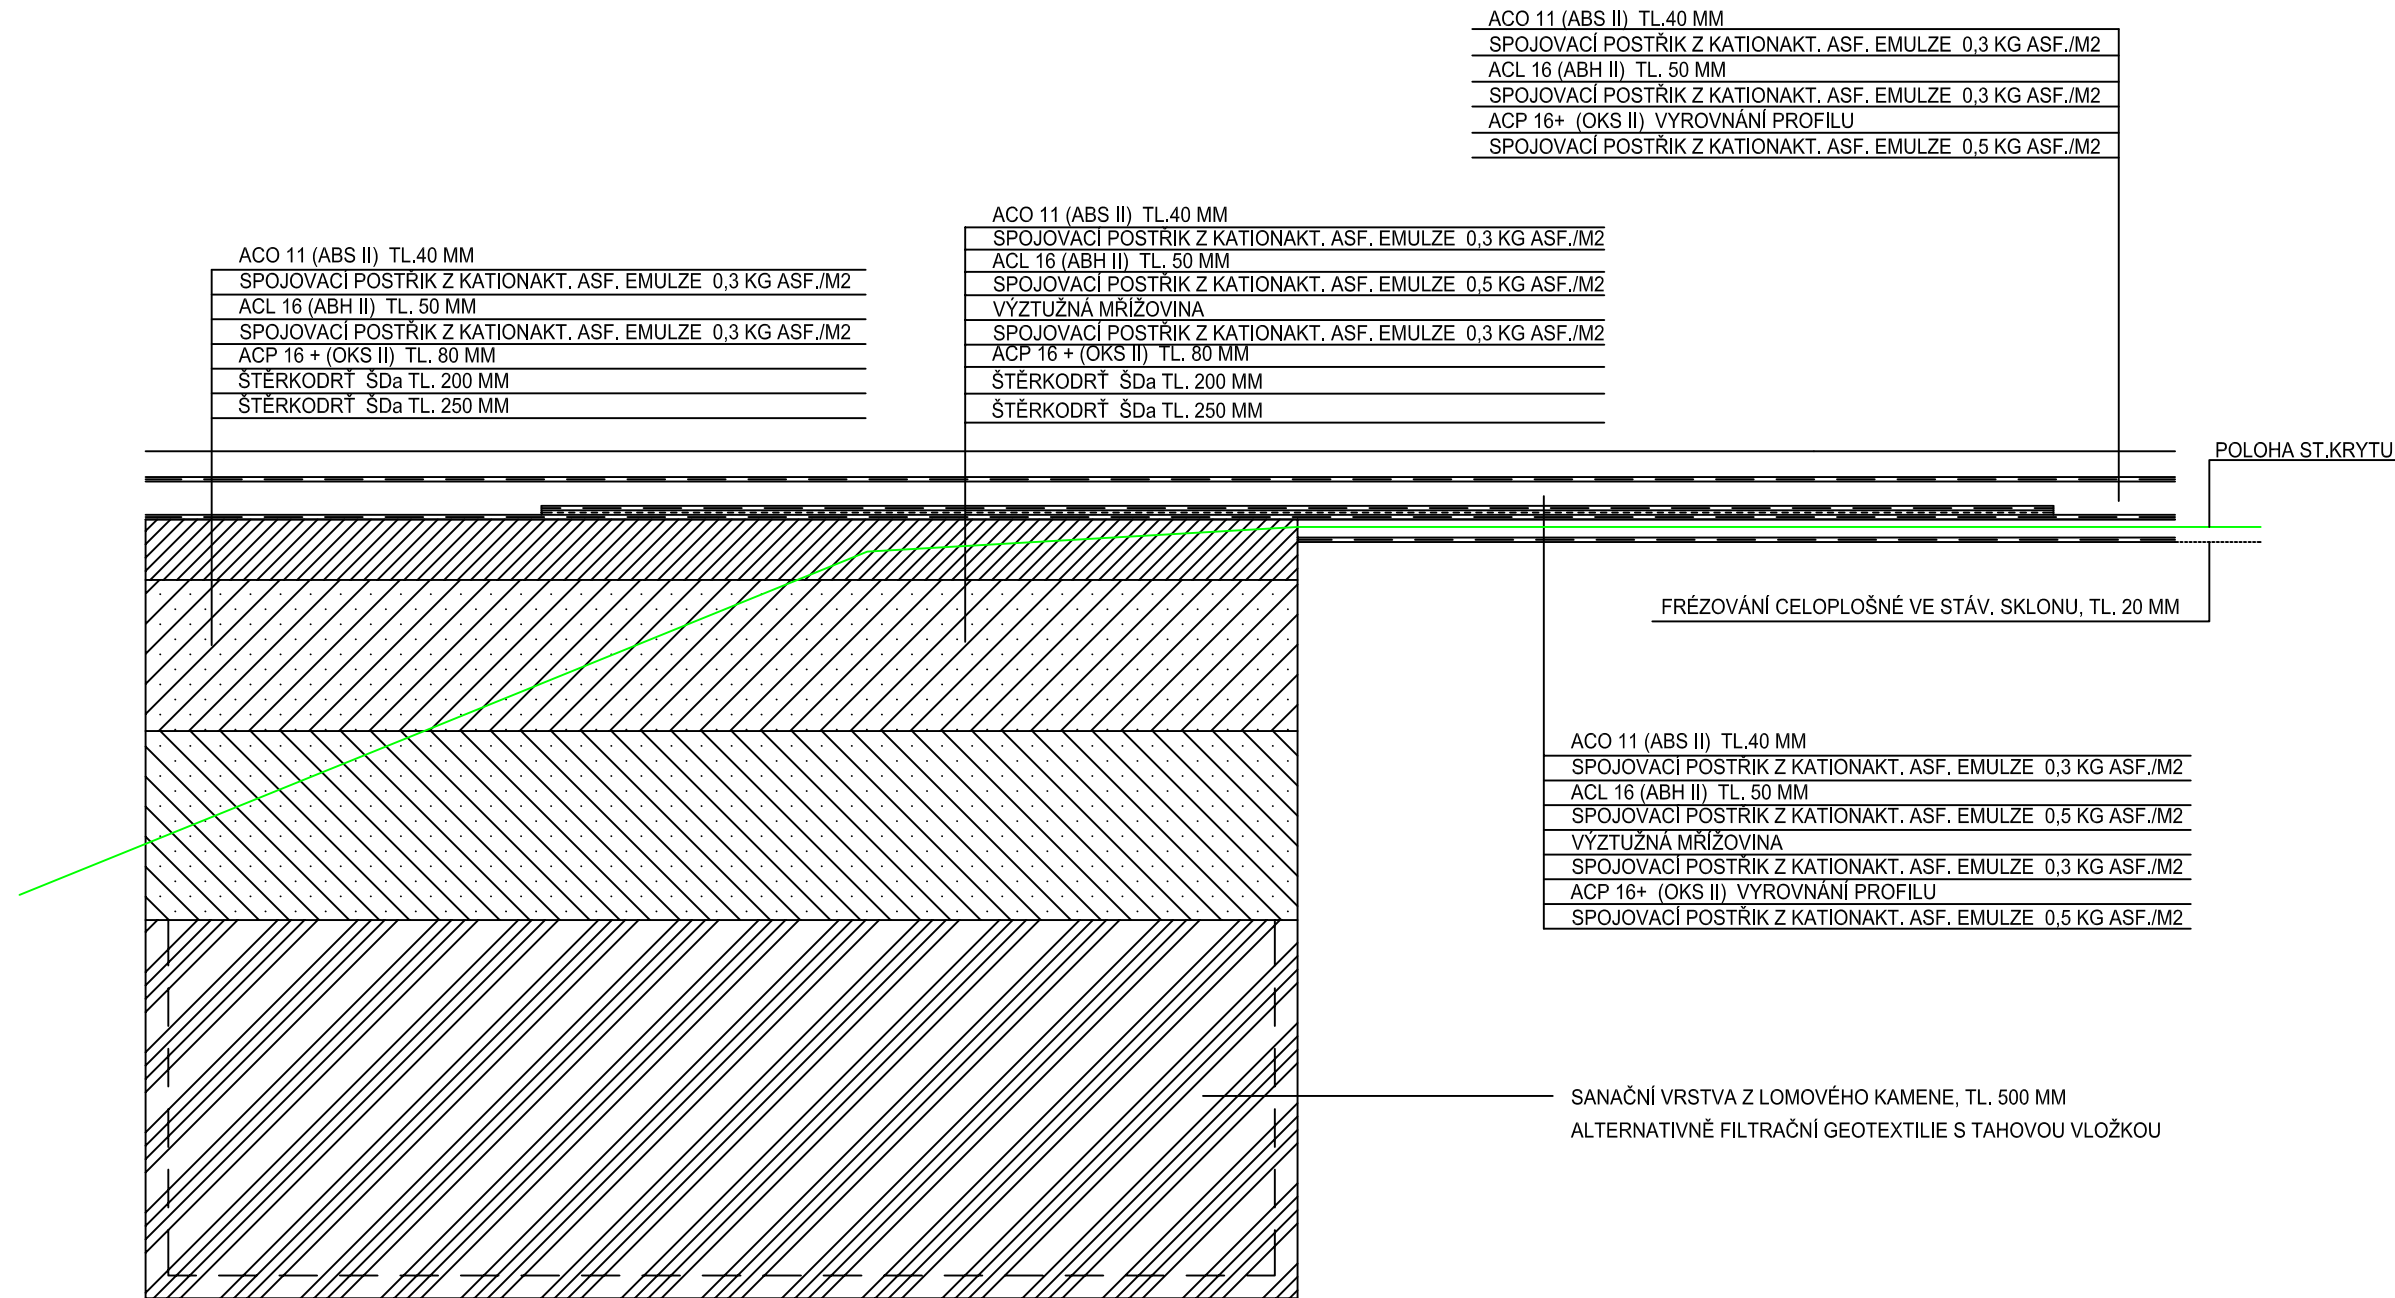 ACO 11 (ABS II) TL.40 MM
SPOJOVACÍ POSTŘIK Z KATIONAKT. ASF. EMULZE 0,3 KG ASF./M2
ACL 16 (ABH II) TL. 50 MM
SPOJOVACÍ POSTŘIK Z KATIONAKT. ASF. EMULZE 0,3 KG ASF./M2
ACP 16+ (OKS II) VYROVNÁNÍ PROFILU
SPOJOVACÍ POSTŘIK Z KATIONAKT. ASF. EMULZE 0,5 KG ASF./M2
ACO 11 (ABS II) TL.40 MM
SPOJOVACÍ POSTŘIK Z KATIONAKT. ASF. EMULZE 0,3 KG ASF./M2
ACL 16 (ABH II) TL. 50 MM
SPOJOVACÍ POSTŘIK Z KATIONAKT. ASF. EMULZE 0,3 KG ASF./M2
ACP 16 + (OKS II) TL. 80 MM
ŠTĚRKODRŤ ŠDa TL. 200 MM
ŠTĚRKODRŤ ŠDa TL. 250 MM
ACO 11 (ABS II) TL.40 MM
SPOJOVACÍ POSTŘIK Z KATIONAKT. ASF. EMULZE 0,3 KG ASF./M2
ACL 16 (ABH II) TL. 50 MM
SPOJOVACÍ POSTŘIK Z KATIONAKT. ASF. EMULZE 0,5 KG ASF./M2
VÝZTUŽNÁ MŘÍŽOVINA
SPOJOVACÍ POSTŘIK Z KATIONAKT. ASF. EMULZE 0,3 KG ASF./M2
ACP 16 + (OKS II) TL. 80 MM
ŠTĚRKODRŤ ŠDa TL. 200 MM
ŠTĚRKODRŤ ŠDa TL. 250 MM
POLOHA ST.KRYTU
FRÉZOVÁNÍ CELOPLOŠNÉ VE STÁV. SKLONU, TL. 20 MM
ACO 11 (ABS II) TL.40 MM
SPOJOVACÍ POSTŘIK Z KATIONAKT. ASF. EMULZE 0,3 KG ASF./M2
ACL 16 (ABH II) TL. 50 MM
SPOJOVACÍ POSTŘIK Z KATIONAKT. ASF. EMULZE 0,5 KG ASF./M2
VÝZTUŽNÁ MŘÍŽOVINA
SPOJOVACÍ POSTŘIK Z KATIONAKT. ASF. EMULZE 0,3 KG ASF./M2
ACP 16+ (OKS II) VYROVNÁNÍ PROFILU
SPOJOVACÍ POSTŘIK Z KATIONAKT. ASF. EMULZE 0,5 KG ASF./M2
SANAČNÍ VRSTVA Z LOMOVÉHO KAMENE, TL. 500 MM
ALTERNATIVNĚ FILTRAČNÍ GEOTEXTILIE S TAHOVOU VLOŽKOU